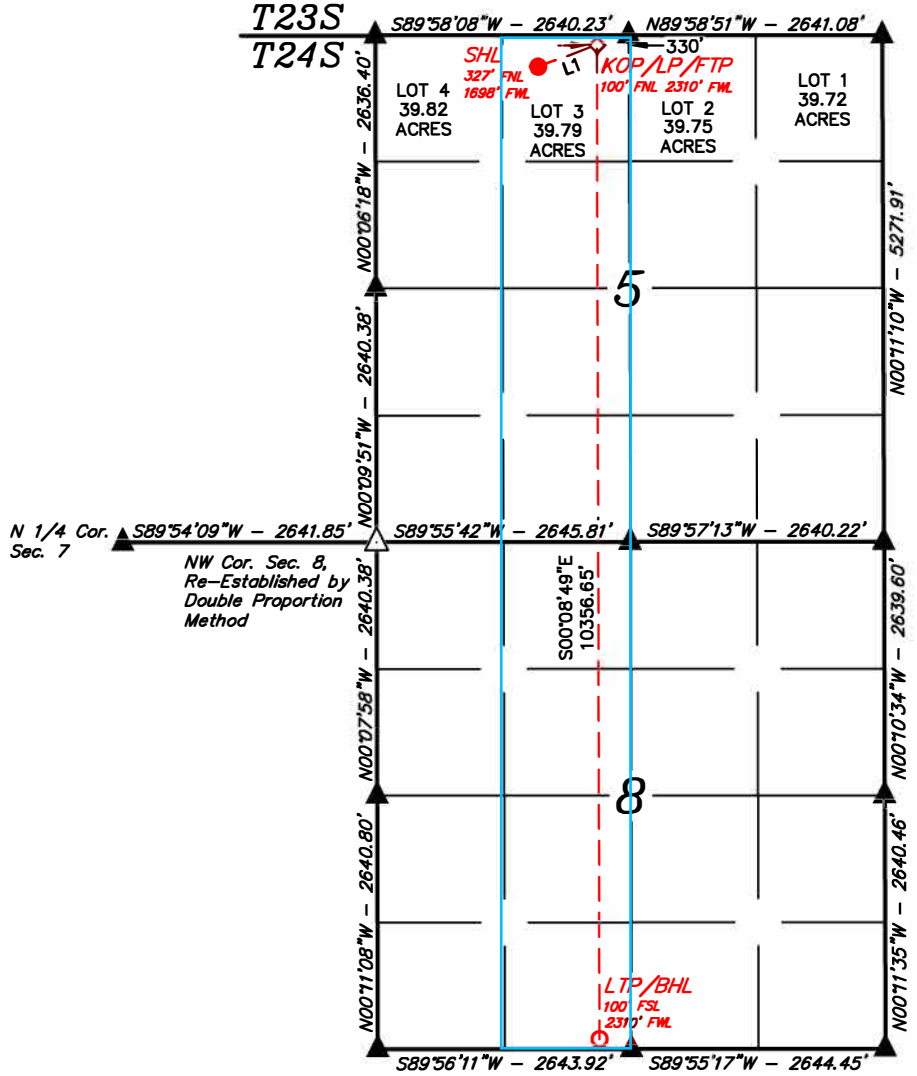 T23S
T24S
S89°58'08"W – 2640.23'
N89°58'51"W – 2641.08'
SHL
327' FNL
1698' FWL
L1
330'
KOP/LP/FTP
100' FNL 2310' FWL
LOT 4
39.82
ACRES
LOT 3
39.79
ACRES
LOT 2
39.75
ACRES
LOT 1
39.72
ACRES
N00°06'18"W – 2636.40'
N00°11'10"W – 5271.91'
5
N00°09'51"W – 2640.38'
N 1/4 Cor.
Sec. 7
S89°54'09"W – 2641.85'
S89°55'42"W – 2645.81'
S89°57'13"W – 2640.22'
NW Cor. Sec. 8,
Re–Established by
Double Proportion
Method
S00°08'49"E
10356.65'
N00°07'58"W – 2640.38'
N00°10'34"W – 2639.60'
8
N00°11'08"W – 2640.80'
N00°11'35"W – 2640.46'
LTP/BHL
100' FSL
2310' FWL
S89°56'11"W – 2643.92'
S89°55'17"W – 2644.45'